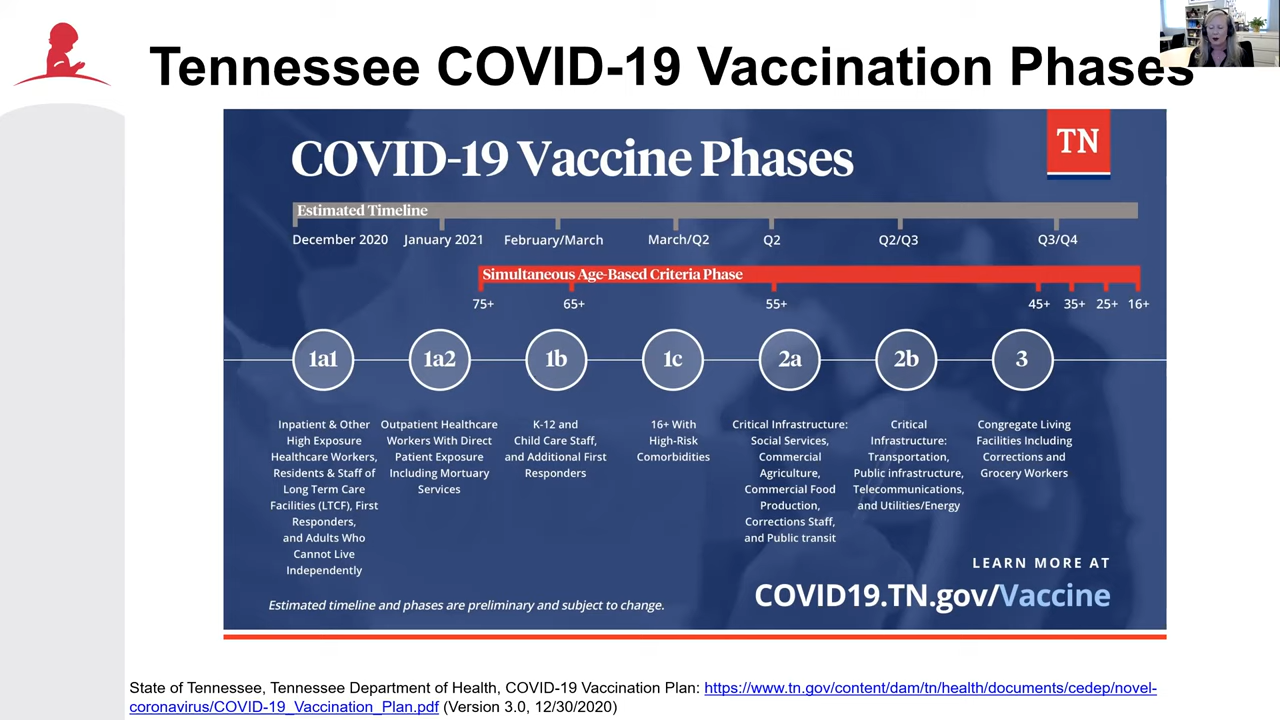 Tennessee COVID-19 Vaccination Phases
COVID-19 Vaccine Phases
TN
Estimated Timeline
December 2020 January 2021 February/March March/Q2 Q2 Q2/Q3 Q3/Q4
Simultaneous Age-Based Criteria Phase
75+ 65+ 55+ 45+ 35+ 25+ 16+
1a1 1a2 1b 1c 2a 2b 3
Inpatient & Other
High Exposure
Healthcare Workers,
Residents & Staff of
Long Term Care
Facilities (LTCF), First
Responders,
and Adults Who
Cannot Live
Independently
Outpatient Healthcare
Workers With Direct
Patient Exposure
Including Mortuary
Services
K-12 and
Child Care Staff,
and Additional First
Responders
16+ With
High-Risk
Comorbidities
Critical Infrastructure:
Social Services,
Commercial
Agriculture,
Commercial Food
Production,
Corrections Staff,
and Public transit
Critical
Infrastructure:
Transportation,
Public infrastructure,
Telecommunications,
and Utilities/Energy
Congregate Living
Facilities Including
Corrections and
Grocery Workers
LEARN MORE AT
COVID19.TN.gov/Vaccine
Estimated timeline and phases are preliminary and subject to change.
State of Tennessee, Tennessee Department of Health, COVID-19 Vaccination Plan: https://www.tn.gov/content/dam/tn/health/documents/cedep/novel-
coronavirus/COVID-19_Vaccination_Plan.pdf (Version 3.0, 12/30/2020)